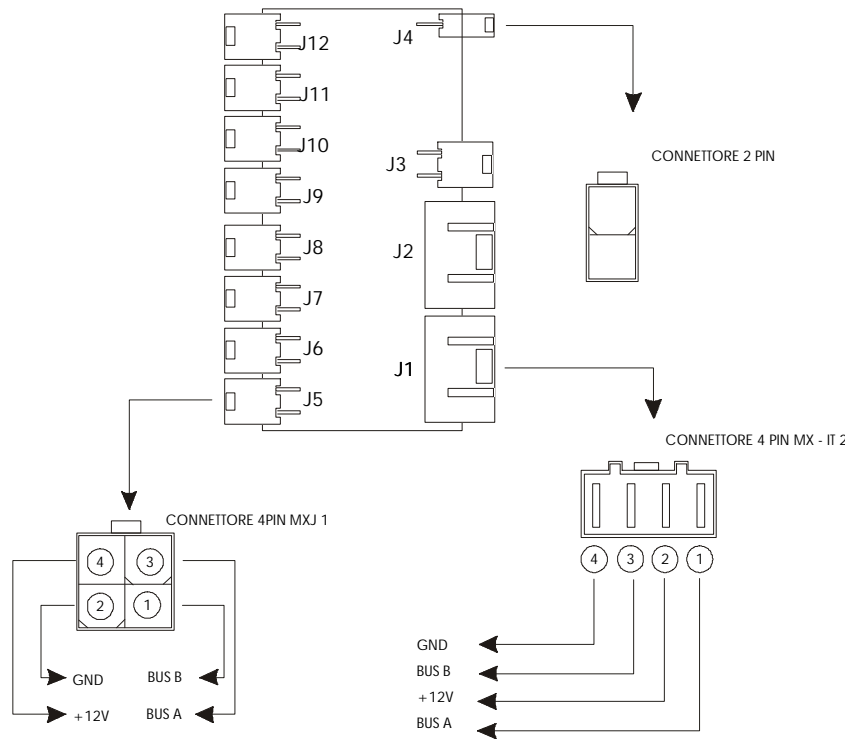 J12
J4
J11
J10
J3
CONNETTORE 2 PIN
J9
J8
J2
J7
J6
J1
J5
CONNETTORE 4 PIN MX - IT 2
CONNETTORE 4PIN MXJ 1
4 3
2 1
GND BUS B
+12V BUS A
4 3 2 1
GND
BUS B
+12V
BUS A